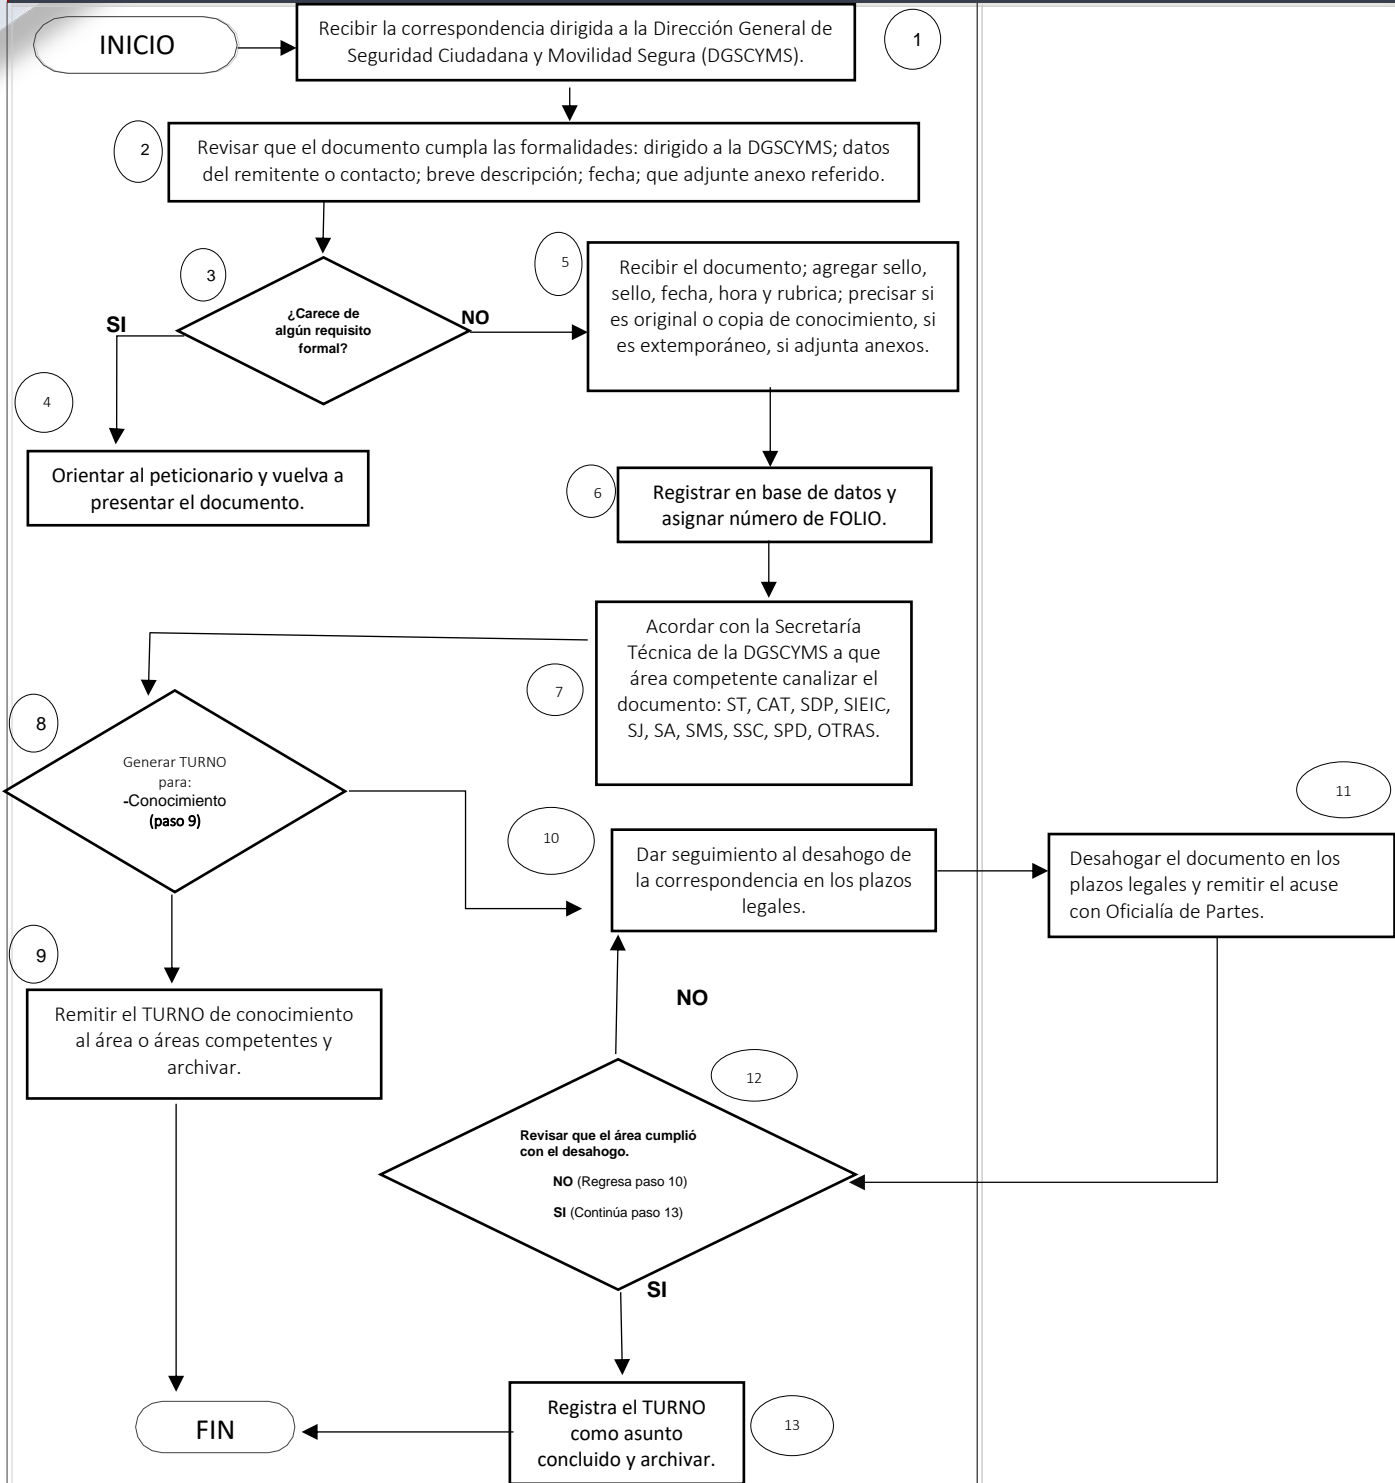 INICIO
Recibir la correspondencia dirigida a la Dirección General de
Seguridad Ciudadana y Movilidad Segura (DGSCYMS).
1
2
Revisar que el documento cumpla las formalidades: dirigido a la DGSCYMS; datos
del remitente o contacto; breve descripción; fecha; que adjunte anexo referido.
3
¿Carece de
algún requisito
formal?
SI
NO
5
Recibir el documento; agregar sello,
sello, fecha, hora y rubrica; precisar si
es original o copia de conocimiento, si
es extemporáneo, si adjunta anexos.
4
Orientar al peticionario y vuelva a
presentar el documento.
6
Registrar en base de datos y
asignar número de FOLIO.
7
Acordar con la Secretaría
Técnica de la DGSCYMS a que
área competente canalizar el
documento: ST, CAT, SDP, SIEIC,
SJ, SA, SMS, SSC, SPD, OTRAS.
8
Generar TURNO
para:
-Conocimiento
(paso 9)
10
Dar seguimiento al desahogo de
la correspondencia en los plazos
legales.
11
Desahogar el documento en los
plazos legales y remitir el acuse
con Oficialía de Partes.
9
Remitir el TURNO de conocimiento
al área o áreas competentes y
archivar.
NO
12
Revisar que el área cumplió
con el desahogo.
NO (Regresa paso 10)
SI (Continúa paso 13)
SI
13
Registra el TURNO
como asunto
concluido y archivar.
FIN